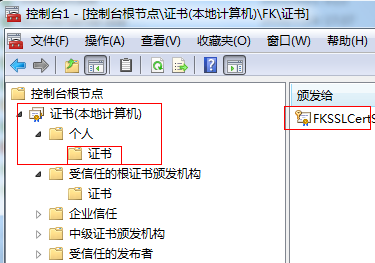 控制台1 - [控制台根节点\证书(本地计算机)\FK\证书]
文件(F) 操作(A) 查看(V) 收藏夹(O) 窗口(W) 帮助(H)
控制台根节点
颁发给
证书(本地计算机)
FKSSLCertS
个人
证书
受信任的根证书颁发机构
证书
企业信任
中级证书颁发机构
受信任的发布者